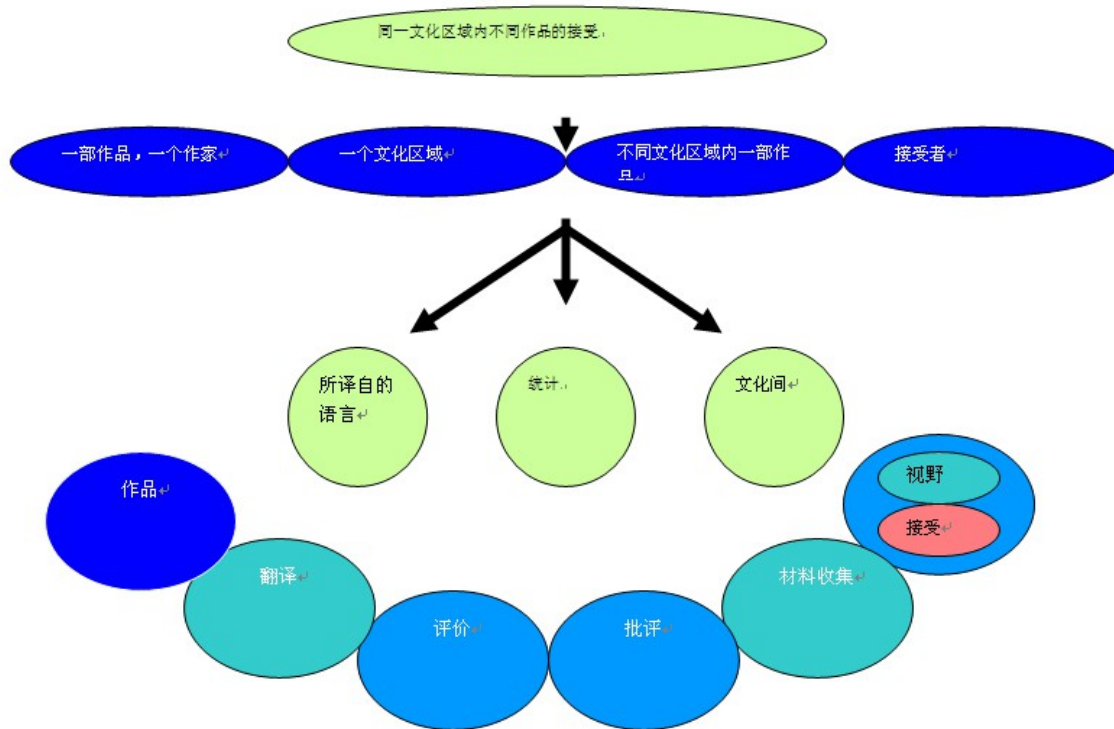 同一文化区域内不同作品的接受
一部作品，一个作家
一个文化区域
不同文化区域内一部作
品
接受者
所译自的
语言
统计
文化间
视野
接受
作品
翻译
材料收集
评价
批评